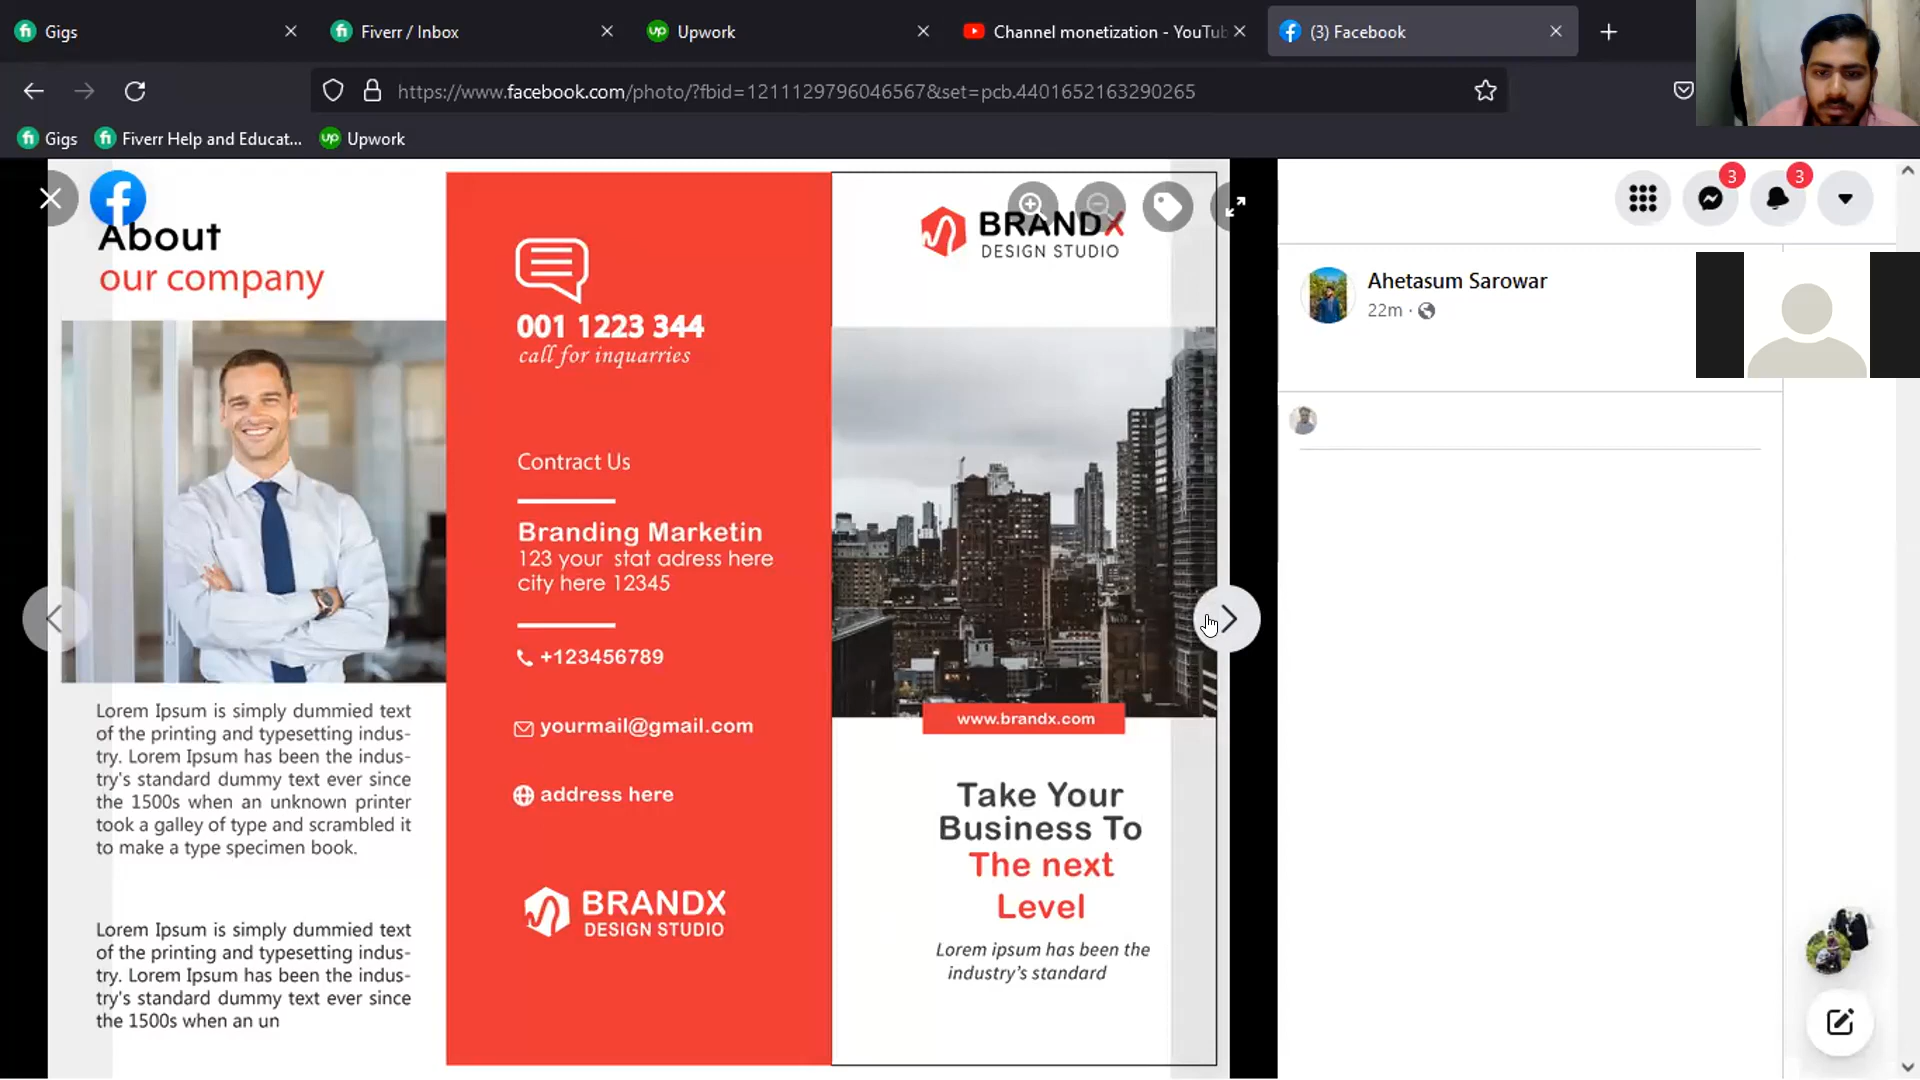 Gigs
Fiverr / Inbox
Upwork
Channel monetization - YouTub
(3) Facebook
https://www.facebook.com/photo/?fbid=1211129796046567&set=pcb.4401652163290265
Gigs
Fiverr Help and Educat...
Upwork
About
our company
Lorem Ipsum is simply dummied text
of the printing and typesetting indus-
try. Lorem Ipsum has been the indus-
try's standard dummy text ever since
the 1500s when an unknown printer
took a galley of type and scrambled it
to make a type specimen book.
Lorem Ipsum is simply dummied text
of the printing and typesetting indus-
try. Lorem Ipsum has been the indus-
try's standard dummy text ever since
the 1500s when an un
001 1223 344
call for inquarries
Contract Us
Branding Marketin
123 your stat adress here
city here 12345
+123456789
yourmail@gmail.com
address here
BRANDX
DESIGN STUDIO
BRANDX
DESIGN STUDIO
www.brandx.com
Take Your
Business To
The next
Level
Lorem ipsum has been the
industry's standard
3
3
Ahetasum Sarowar
22m ·